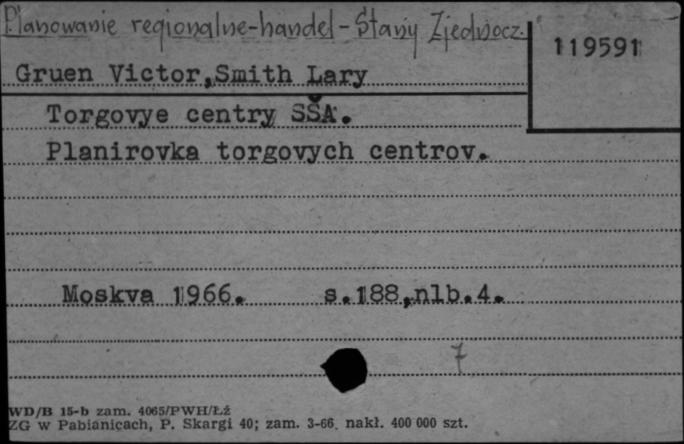 Planowanie regionalne-handel-Stany Zjednocz.
119591
Gruen Victor,Smith Lary
Torgovye centry SŠA.
Planirovka torgovych centrov.
Moskva 1966. s.188,nlb.4.
7
WD/B 15-b zam. 4065/PWH/Łż
ZG w Pabianicach, P. Skargi 40; zam. 3-66. nakł. 400 000 szt.